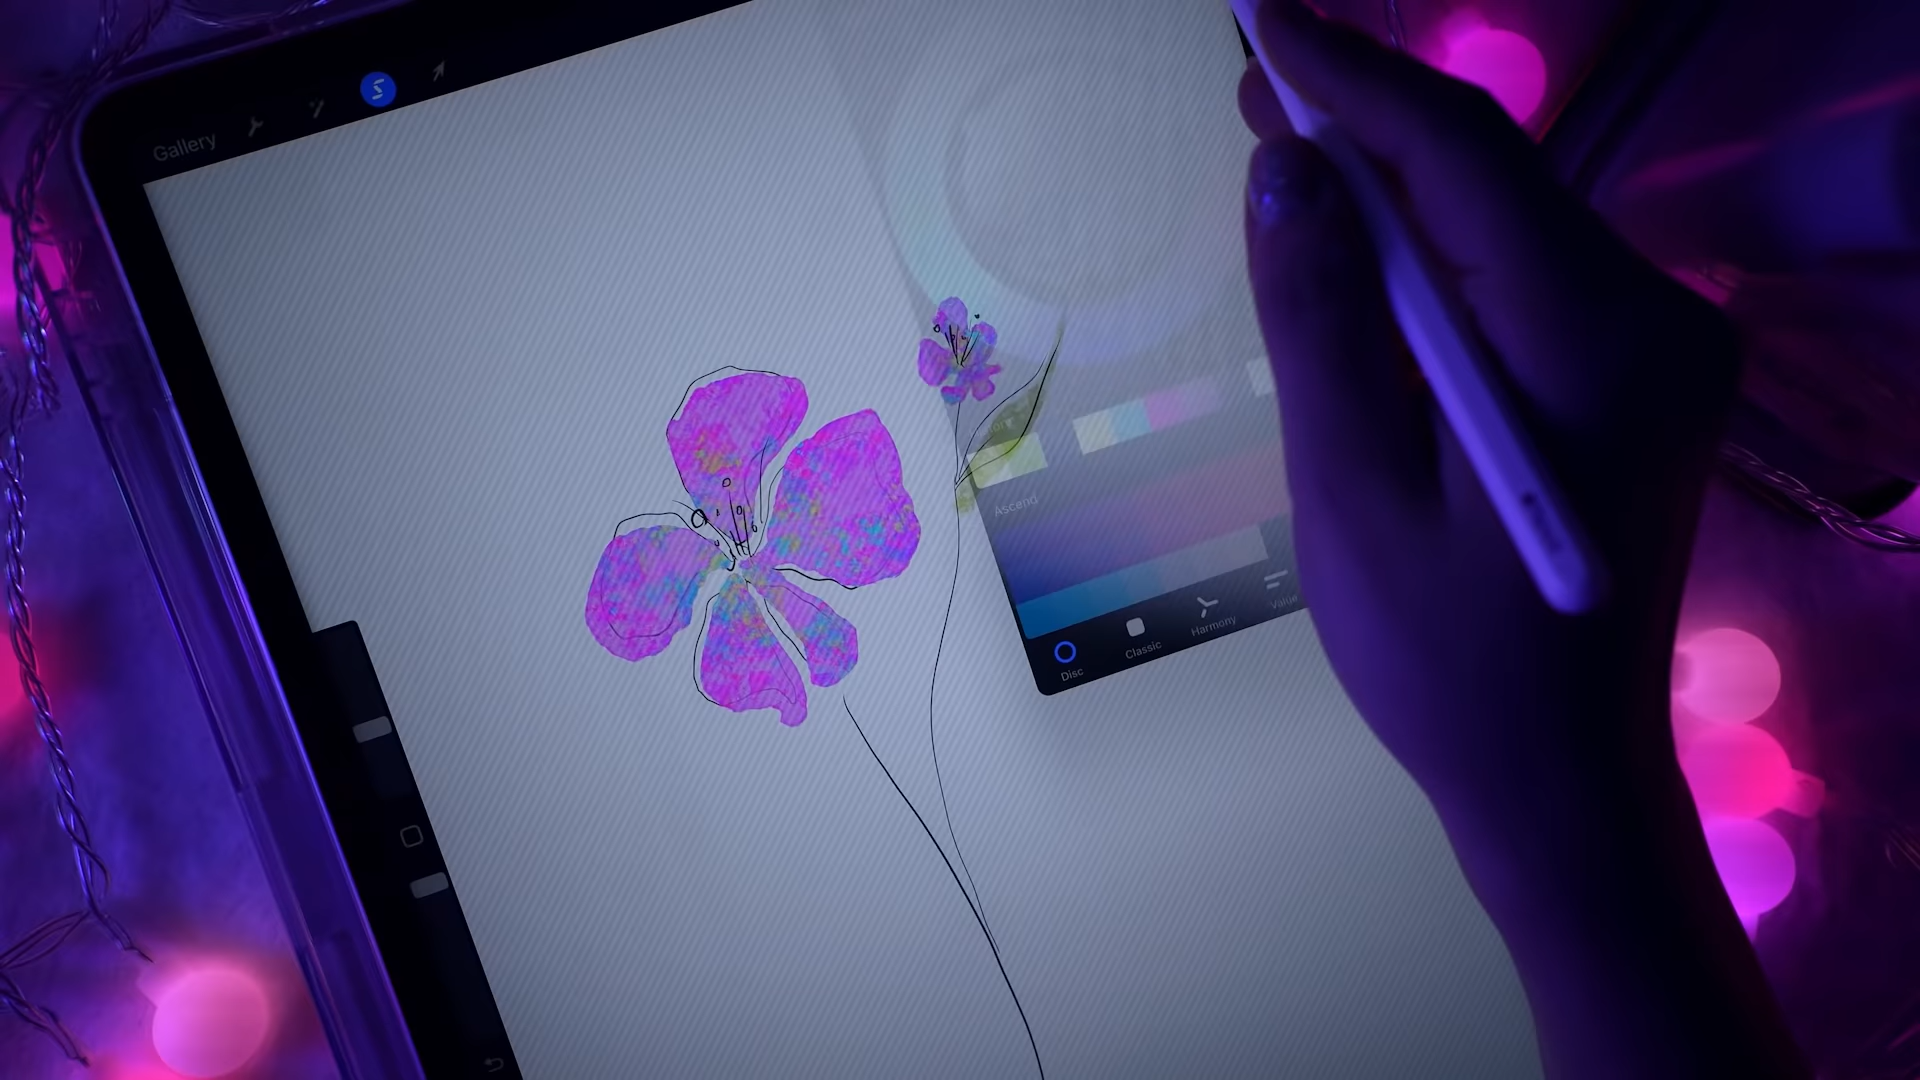 Gallery
Ascend
Disc
Classic
Harmony
Value